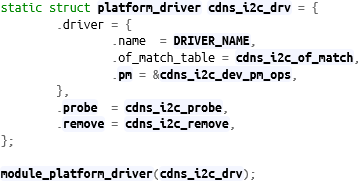 static struct platform_driver cdns_i2c_drv = {
        .driver = {
                .name  = DRIVER_NAME,
                .of_match_table = cdns_i2c_of_match,
                .pm = &cdns_i2c_dev_pm_ops,
        },
        .probe  = cdns_i2c_probe,
        .remove = cdns_i2c_remove,
};

module_platform_driver(cdns_i2c_drv);